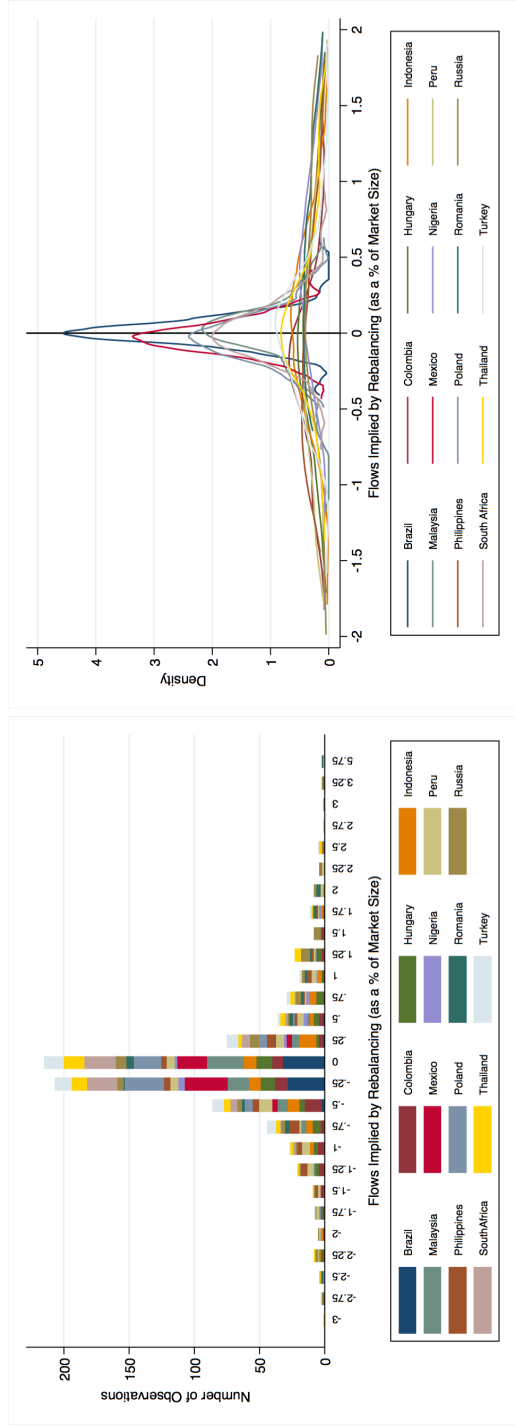 Number of Observations
200
150
100
50
0
-3
-2.75
-2.5
-2.25
-2
-1.75
-1.5
-1.25
-1
-.75
-.5
-.25
0
.25
.5
.75
1
1.25
1.5
1.75
2
2.25
2.5
2.75
3
3.25
5.75
Flows Implied by Rebalancing (as a % of Market Size)
Brazil Colombia Hungary Indonesia
Malaysia Mexico Nigeria Peru
Philippines Poland Romania Russia
SouthAfrica Thailand Turkey
Density
5
4
3
2
1
0
-2 -1.5 -1 -0.5 0 0.5 1 1.5 2
Flows Implied by Rebalancing (as a % of Market Size)
Brazil Colombia Hungary Indonesia
Malaysia Mexico Nigeria Peru
Philippines Poland Romania Russia
South Africa Thailand Turkey